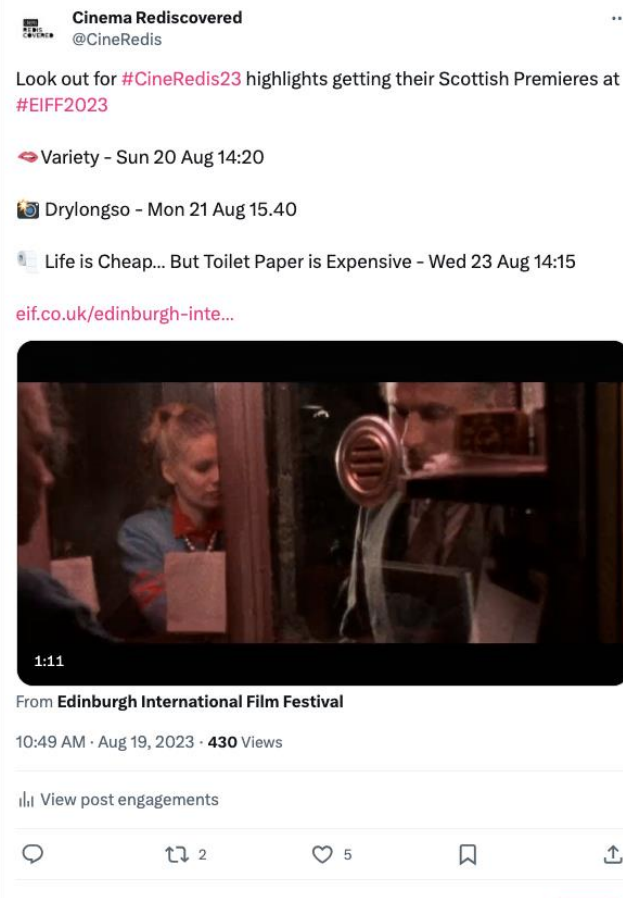 Cinema Rediscovered
@CineRedis
Look out for #CineRedis23 highlights getting their Scottish Premieres at
#EIFF2023
Variety - Sun 20 Aug 14:20
Drylongso - Mon 21 Aug 15.40
Life is Cheap... But Toilet Paper is Expensive - Wed 23 Aug 14:15
eif.co.uk/edinburgh-inte...
1:11
From Edinburgh International Film Festival
10:49 AM · Aug 19, 2023 · 430 Views
View post engagements
2 5